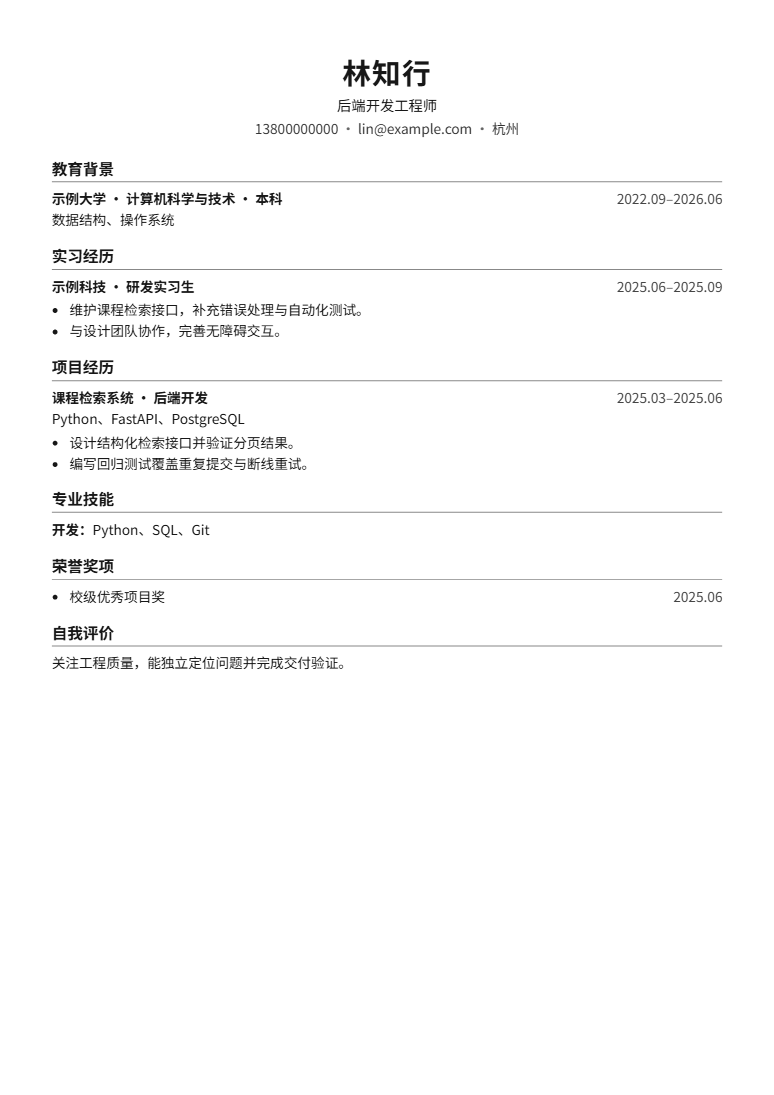 林知行
后端开发工程师
13800000000 • lin@example.com • 杭州
教育背景
示例大学 • 计算机科学与技术 • 本科 2022.09–2026.06
数据结构、操作系统
实习经历
示例科技 • 研发实习生 2025.06–2025.09
• 维护课程检索接口，补充错误处理与自动化测试。
• 与设计团队协作，完善无障碍交互。
项目经历
课程检索系统 • 后端开发 2025.03–2025.06
Python、FastAPI、PostgreSQL
• 设计结构化检索接口并验证分页结果。
• 编写回归测试覆盖重复提交与断线重试。
专业技能
开发：Python、SQL、Git
荣誉奖项
• 校级优秀项目奖 2025.06
自我评价
关注工程质量，能独立定位问题并完成交付验证。